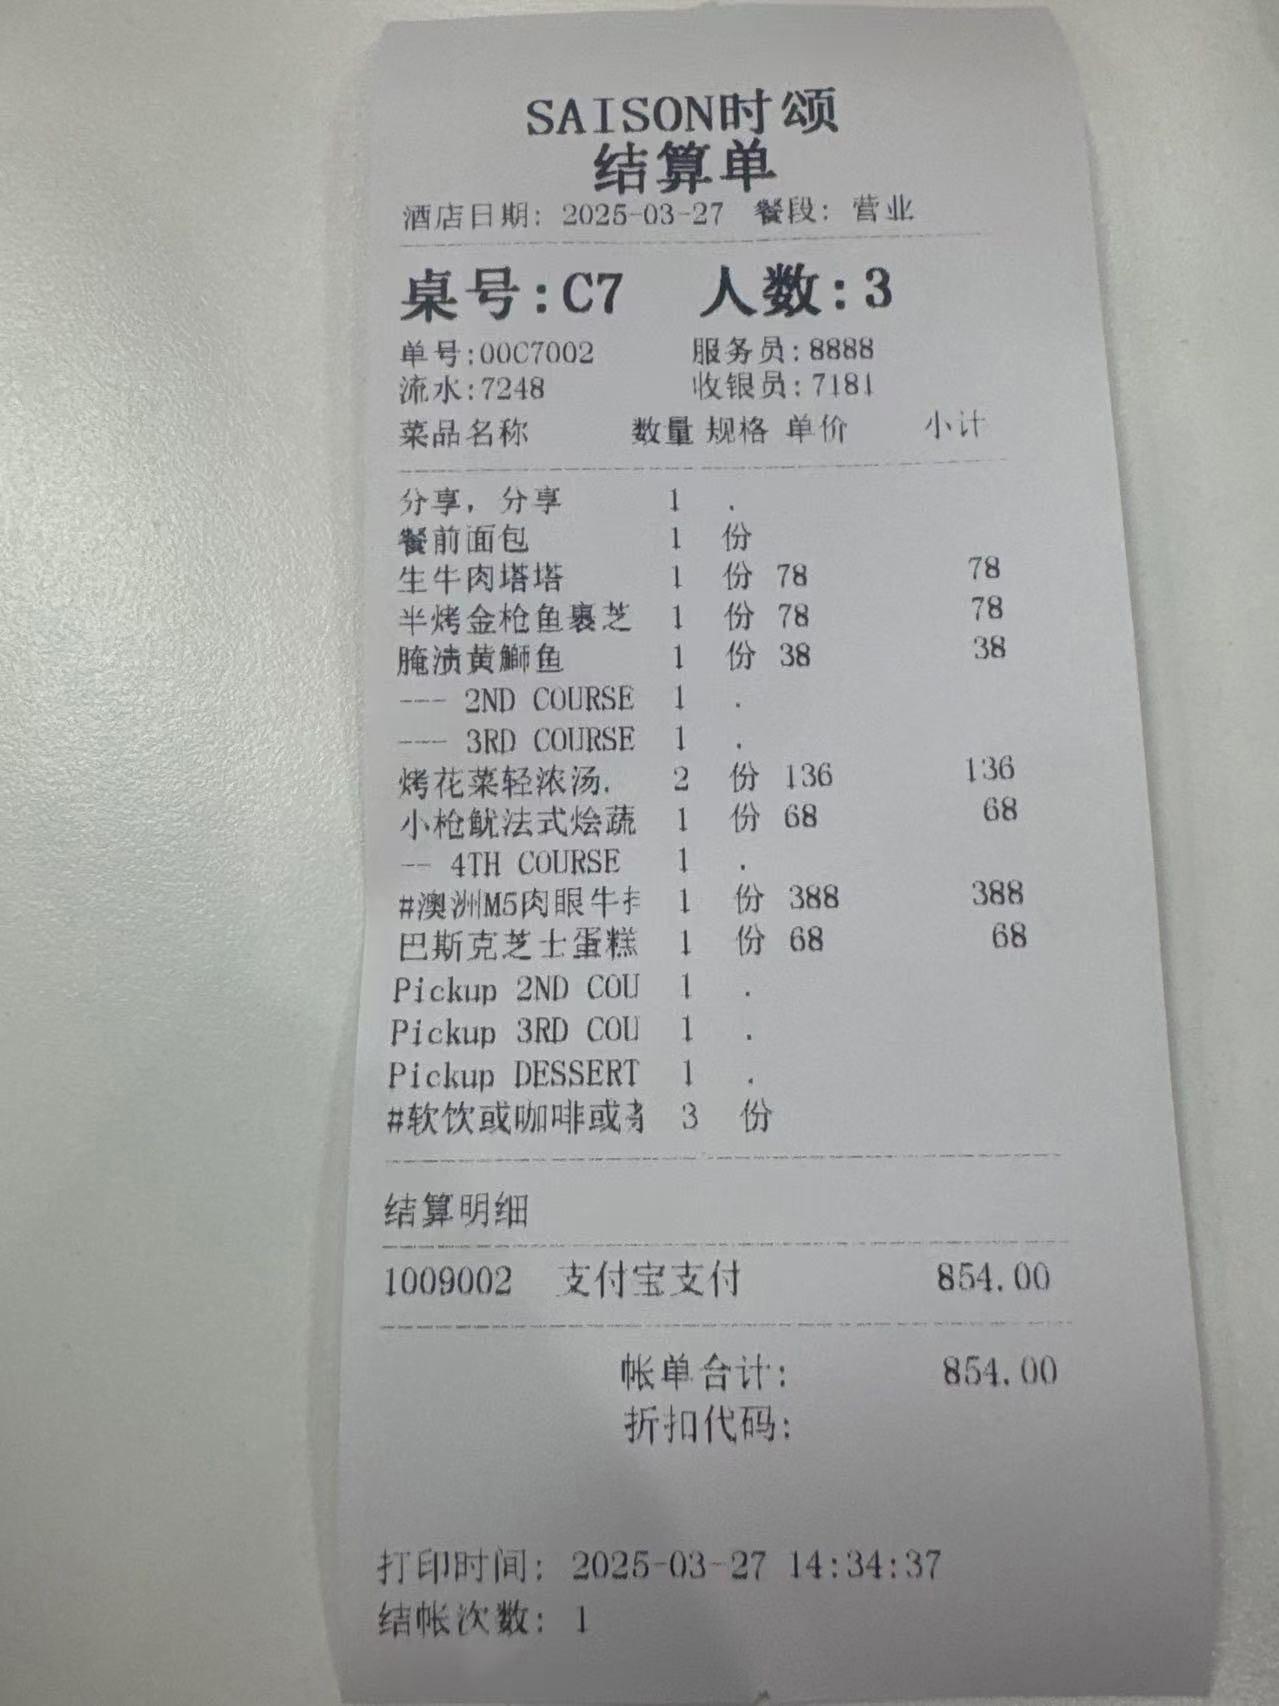 SAISON时颂
结算单
酒店日期: 2025-03-27 餐段: 营业
桌号:C7 人数:3
单号:00C7002 服务员:8888
流水:7248 收银员:7181
菜品名称 数量 规格 单价 小计
分享，分享 1 .
餐前面包 1 份
生牛肉塔塔 1 份 78 78
半烤金枪鱼裹芝 1 份 78 78
腌渍黄鰤鱼 1 份 38 38
--- 2ND COURSE 1 .
--- 3RD COURSE 1 .
烤花菜轻浓汤. 2 份 136 136
小枪鱿法式烩蔬 1 份 68 68
-- 4TH COURSE 1 .
#澳洲M5肉眼牛 1 份 388 388
巴斯克芝士蛋糕 1 份 68 68
Pickup 2ND COU 1 .
Pickup 3RD COU 1 .
Pickup DESSERT 1 .
#软饮或咖啡或 3 份
结算明细
1009002 支付宝支付 854.00
帐单合计: 854.00
折扣代码:
打印时间: 2025-03-27 14:34:37
结帐次数: 1